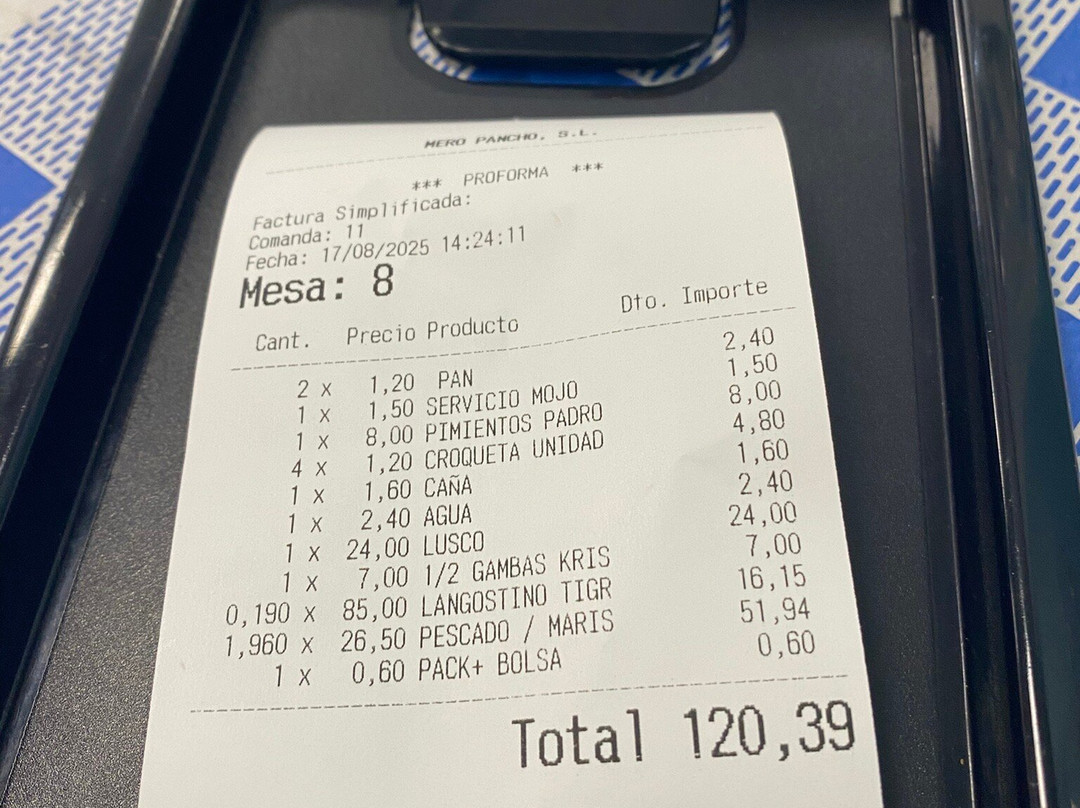 MERO PANCHO, S.L.
*** PROFORMA ***
Factura Simplificada:
Comanda: 11
Fecha: 17/08/2025 14:24:11
Mesa: 8
Cant. Precio Producto Dto. Importe
2 x 1,20 PAN 2,40
1 x 1,50 SERVICIO MOJO 1,50
1 x 8,00 PIMIENTOS PADRO 8,00
4 x 1,20 CROQUETA UNIDAD 4,80
1 x 1,60 CAÑA 1,60
1 x 2,40 AGUA 2,40
1 x 24,00 LUSCO 24,00
1 x 7,00 1/2 GAMBAS KRIS 7,00
0,190 x 85,00 LANGOSTINO TIGR 16,15
1,960 x 26,50 PESCADO / MARIS 51,94
1 x 0,60 PACK+ BOLSA 0,60
Total 120,39